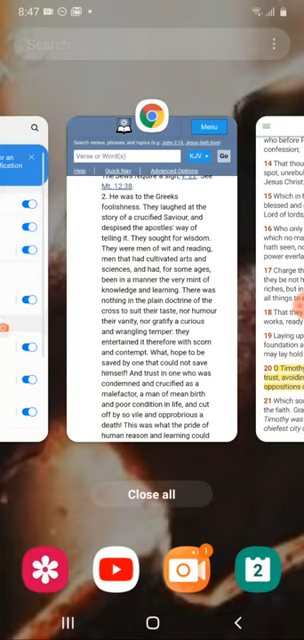 8:47
Search
or an
ification
Menu
Search verses, phrases, and topics (e.g. John 3:16, Jesus faith love)
Verse or Word(s)
KJV
Go
Help | Quick Nav | Advanced Options
The Jews require a sign, v. 22. See
Mt. 12:38.
2. He was to the Greeks
foolishness. They laughed at the
story of a crucified Saviour, and
despised the apostles' way of
telling it. They sought for wisdom.
They were men of wit and reading,
men that had cultivated arts and
sciences, and had, for some ages,
been in a manner the very mint of
knowledge and learning. There was
nothing in the plain doctrine of the
cross to suit their taste, nor humour
their vanity, nor gratify a curious
and wrangling temper: they
entertained it therefore with scorn
and contempt. What, hope to be
saved by one that could not save
himself! And trust in one who was
condemned and crucified as a
malefactor, a man of mean birth
and poor condition in life, and cut
off by so vile and opprobrious a
death! This was what the pride of
human reason and learning could
who before P
confession;
14 That thou
spot, unrebu
Jesus Christ:
15 Which in h
blessed and o
Lord of lords
16 Who only
which no ma
hath seen, no
power everla
17 Charge th
they be not h
riches, but in
all things to e
18 That they
works, ready
19 Laying up
foundation a
may lay hold
20 O Timothy
trust, avoidin
oppositions o
21 Which son
the faith. Gra
Timothy was
chiefest city o
Close all
1
2